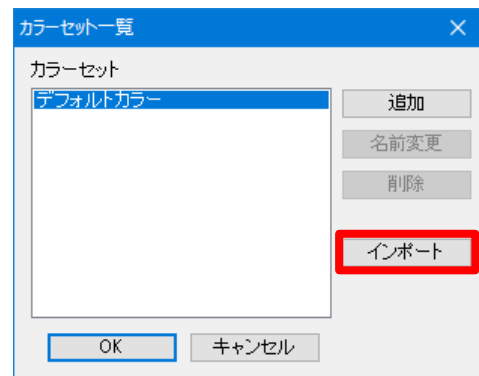 カラーセット一覧
カラーセット
デフォルトカラー
追加
名前変更
削除
インポート
OK
キャンセル